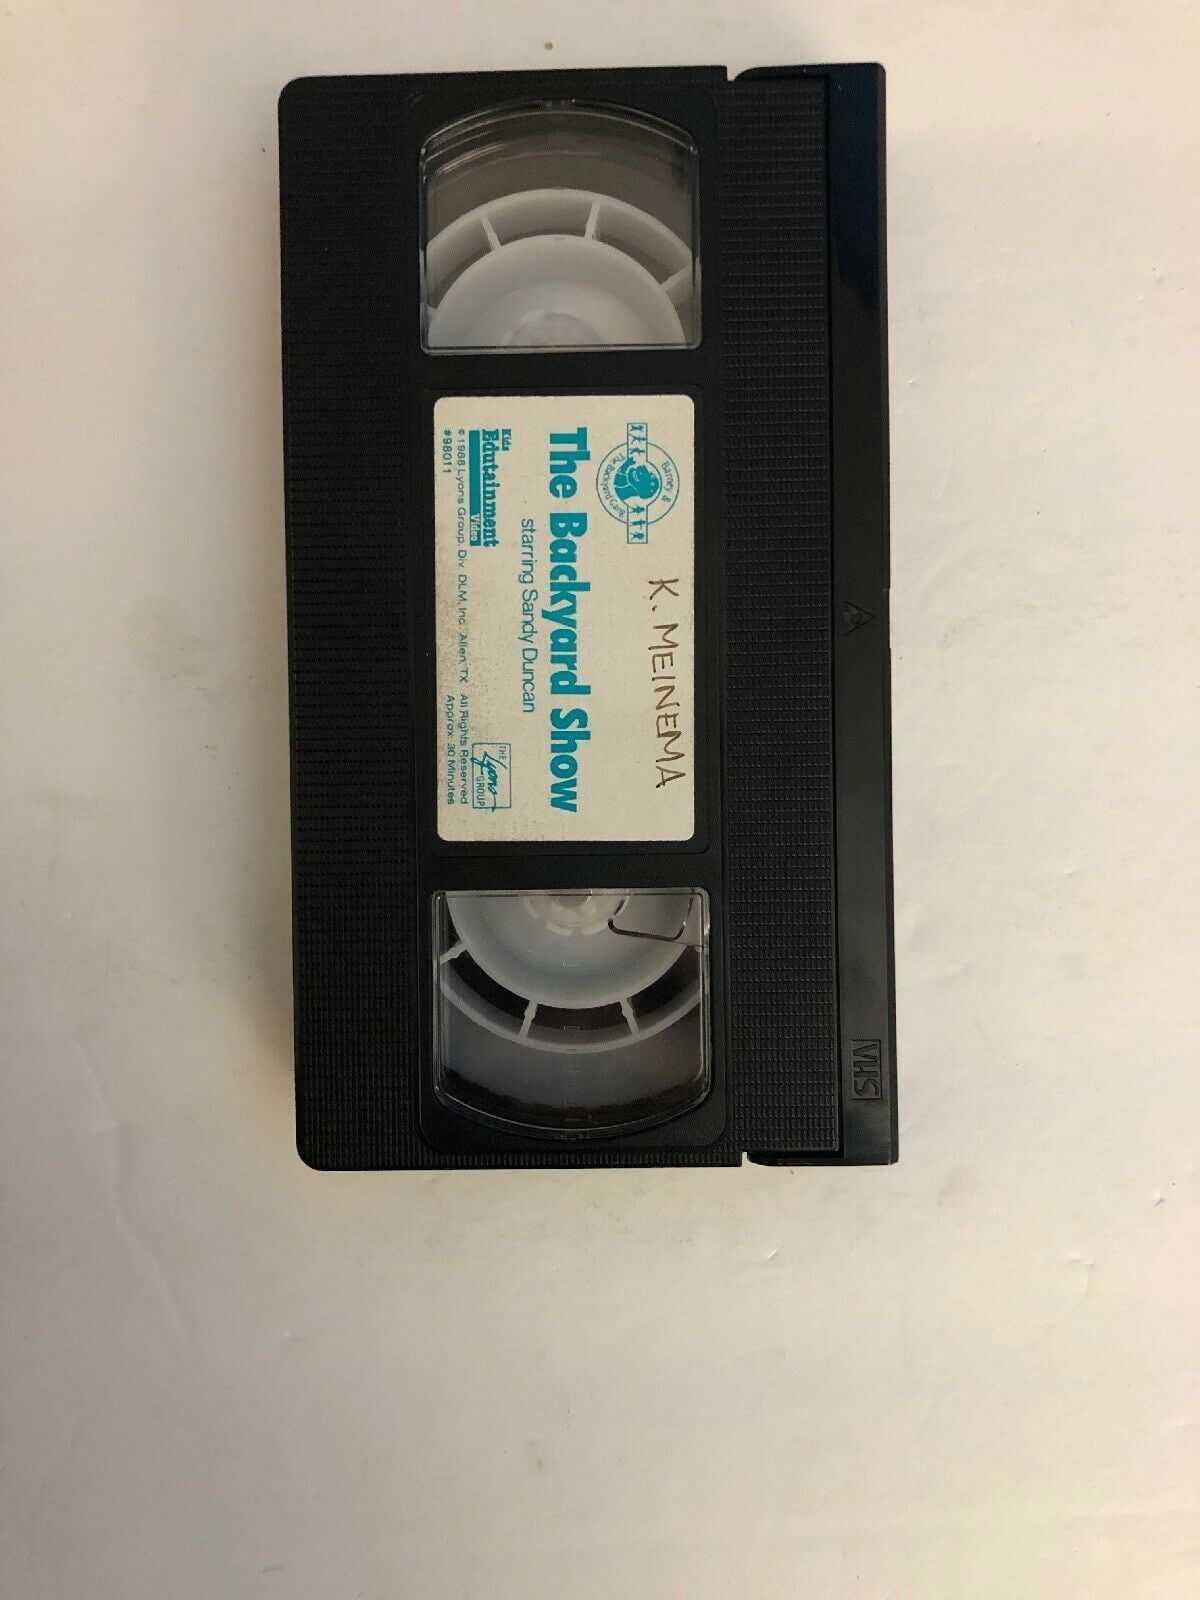 K. MEINEMA
Barney &
The Backyard Gang
The Backyard Show
starring Sandy Duncan
Kids
Edutainment
Video
THE
Lyons
GROUP
© 1988 Lyons Group, Div. DLM, Inc. Allen, TX All Rights Reserved
#98011 Approx. 30 Minutes
VHS